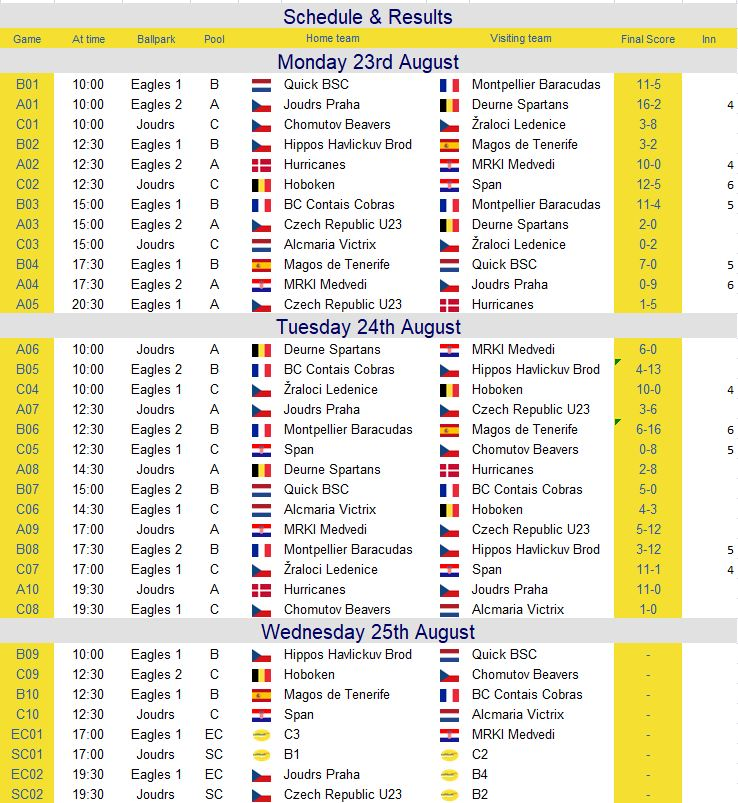 Schedule & Results
Game At time Ballpark Pool Home team Visiting team Final Score Inn
Monday 23rd August
B01 10:00 Eagles 1 B Quick BSC Montpellier Baracudas 11-5
A01 10:00 Eagles 2 A Joudrs Praha Deurne Spartans 16-2 4
C01 10:00 Joudrs C Chomutov Beavers Žraloci Ledenice 3-8
B02 12:30 Eagles 1 B Hippos Havlickuv Brod Magos de Tenerife 3-2
A02 12:30 Eagles 2 A Hurricanes MRKI Medvedi 10-0 4
C02 12:30 Joudrs C Hoboken Span 12-5 6
B03 15:00 Eagles 1 B BC Contais Cobras Montpellier Baracudas 11-4 5
A03 15:00 Eagles 2 A Czech Republic U23 Deurne Spartans 2-0
C03 15:00 Joudrs C Alcmaria Victrix Žraloci Ledenice 0-2
B04 17:30 Eagles 1 B Magos de Tenerife Quick BSC 7-0 5
A04 17:30 Eagles 2 A MRKI Medvedi Joudrs Praha 0-9 6
A05 20:30 Eagles 1 A Czech Republic U23 Hurricanes 1-5
Tuesday 24th August
A06 10:00 Joudrs A Deurne Spartans MRKI Medvedi 6-0
B05 10:00 Eagles 2 B BC Contais Cobras Hippos Havlickuv Brod 4-13
C04 10:00 Eagles 1 C Žraloci Ledenice Hoboken 10-0 4
A07 12:30 Joudrs A Joudrs Praha Czech Republic U23 3-6
B06 12:30 Eagles 2 B Montpellier Baracudas Magos de Tenerife 6-16 6
C05 12:30 Eagles 1 C Span Chomutov Beavers 0-8 5
A08 14:30 Joudrs A Deurne Spartans Hurricanes 2-8
B07 15:00 Eagles 2 B Quick BSC BC Contais Cobras 5-0
C06 14:30 Eagles 1 C Alcmaria Victrix Hoboken 4-3
A09 17:00 Joudrs A MRKI Medvedi Czech Republic U23 5-12
B08 17:30 Eagles 2 B Montpellier Baracudas Hippos Havlickuv Brod 3-12 5
C07 17:00 Eagles 1 C Žraloci Ledenice Span 11-1 4
A10 19:30 Joudrs A Hurricanes Joudrs Praha 11-0
C08 19:30 Eagles 1 C Chomutov Beavers Alcmaria Victrix 1-0
Wednesday 25th August
B09 10:00 Eagles 1 B Hippos Havlickuv Brod Quick BSC -
C09 12:30 Eagles 2 C Hoboken Chomutov Beavers -
B10 12:30 Eagles 1 B Magos de Tenerife BC Contais Cobras -
C10 12:30 Joudrs C Span Alcmaria Victrix -
EC01 17:00 Eagles 1 EC C3 MRKI Medvedi -
SC01 17:00 Joudrs SC B1 C2 -
EC02 19:30 Eagles 1 EC Joudrs Praha B4 -
SC02 19:30 Joudrs SC Czech Republic U23 B2 -